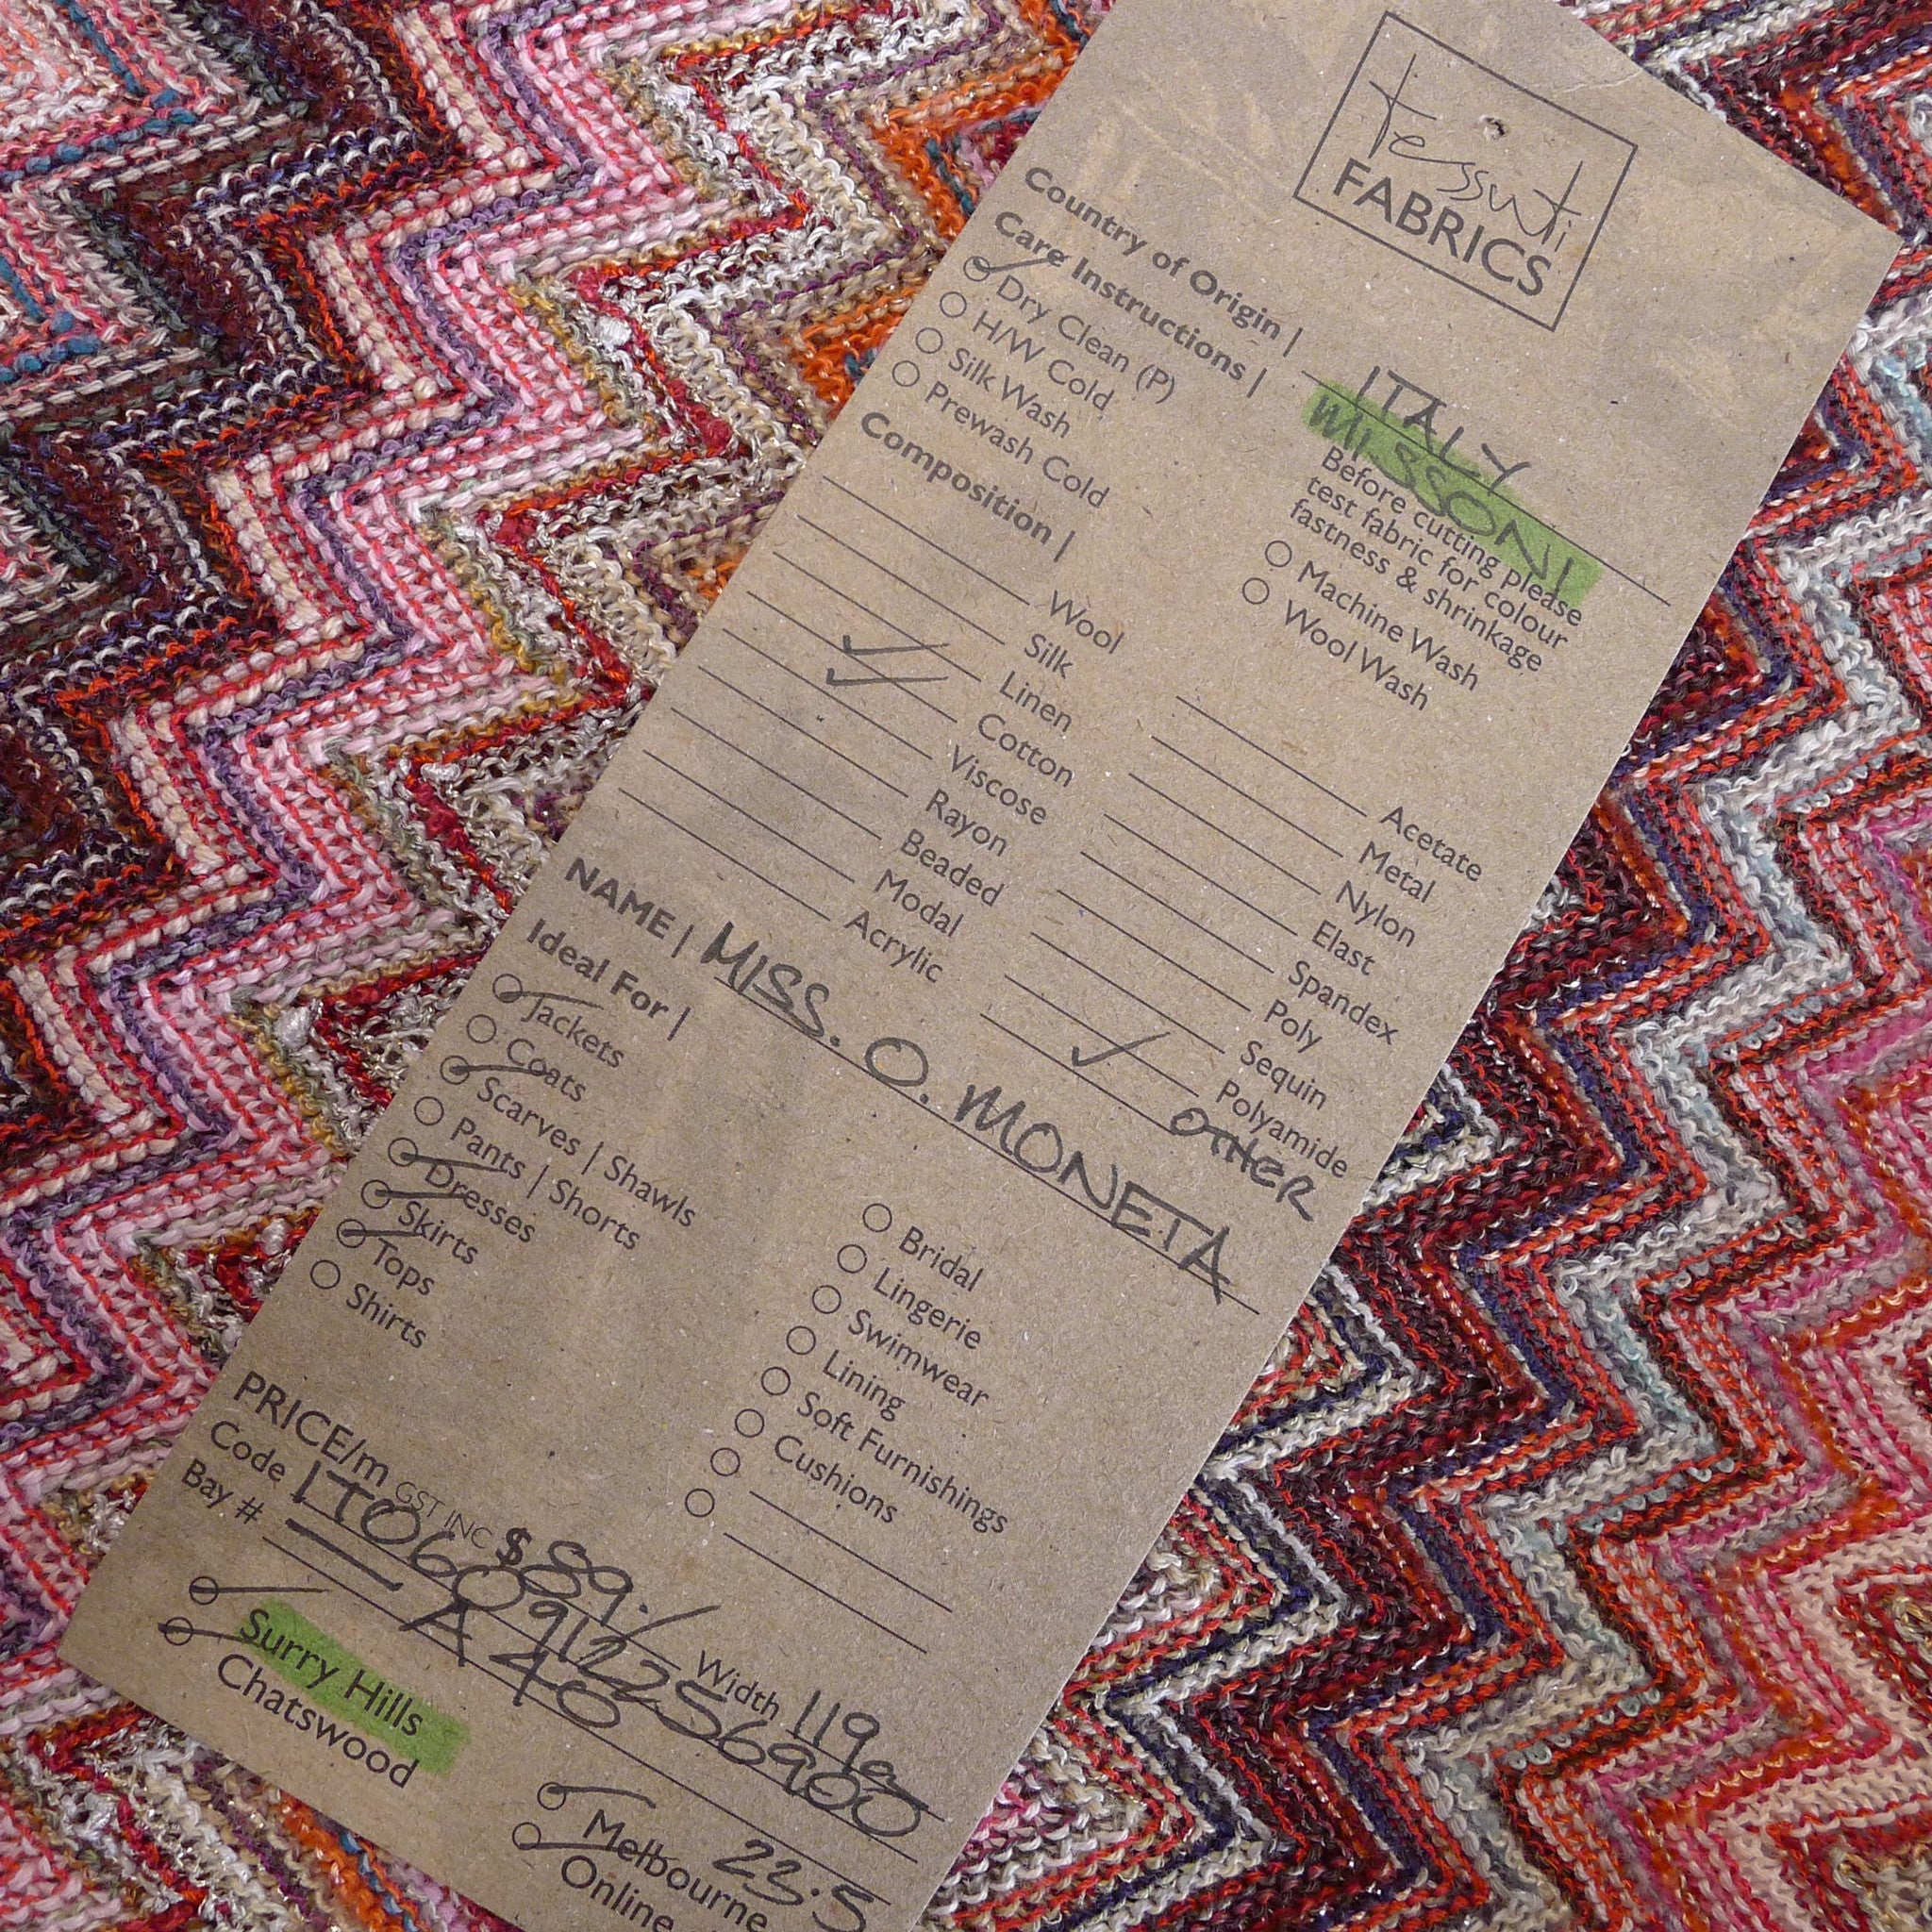 tessuti
FABRICS
Country of Origin | ITALY
MISSONI
Care Instructions | Before cutting please
test fabric for colour
fastness & shrinkage
Dry Clean (P)
H/W Cold
Silk Wash
Prewash Cold
Machine Wash
Wool Wash
Composition |
Wool
Silk
Linen
Cotton
Viscose
Rayon
Beaded
Modal
Acrylic
Acetate
Metal
Nylon
Elast
Spandex
Poly
Sequin
Polyamide
OTHER
NAME | MISS. O. MONETA
Ideal For |
Jackets
Coats
Scarves | Shawls
Pants | Shorts
Dresses
Skirts
Tops
Shirts
Bridal
Lingerie
Swimwear
Lining
Soft Furnishings
Cushions
PRICE/m GST INC $89. Width 119
Code ITO60912256900
Bay # A 40 23.5
Surry Hills
Chatswood
Melbourne
Online